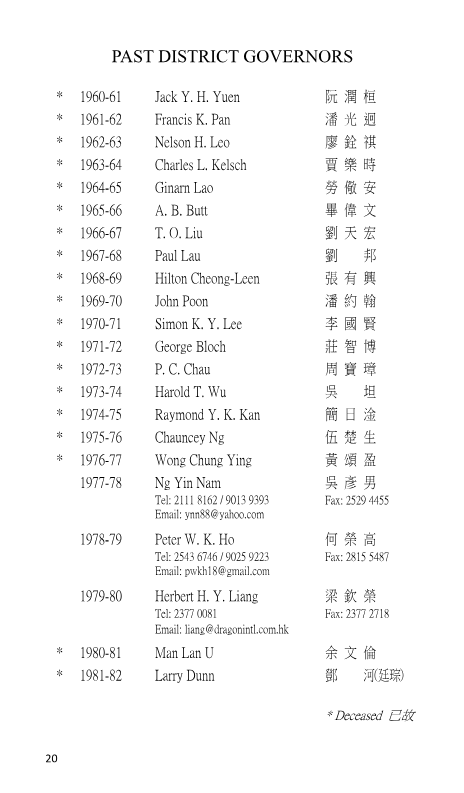 PAST DISTRICT GOVERNORS
* 1960-61 Jack Y. H. Yuen 阮 潤 桓
* 1961-62 Francis K. Pan 潘 光 迥
* 1962-63 Nelson H. Leo 廖 銓 祺
* 1963-64 Charles L. Kelsch 賈 樂 時
* 1964-65 Ginarn Lao 勞 儆 安
* 1965-66 A. B. Butt 畢 偉 文
* 1966-67 T. O. Liu 劉 天 宏
* 1967-68 Paul Lau 劉 邦
* 1968-69 Hilton Cheong-Leen 張 有 興
* 1969-70 John Poon 潘 約 翰
* 1970-71 Simon K. Y. Lee 李 國 賢
* 1971-72 George Bloch 莊 智 博
* 1972-73 P. C. Chau 周 寶 璋
* 1973-74 Harold T. Wu 吳 坦
* 1974-75 Raymond Y. K. Kan 簡 日 淦
* 1975-76 Chauncey Ng 伍 楚 生
* 1976-77 Wong Chung Ying 黃 頌 盈
1977-78 Ng Yin Nam 吳 彥 男
Tel: 2111 8162 / 9013 9393 Fax: 2529 4455
Email: ynn88@yahoo.com
1978-79 Peter W. K. Ho 何 榮 高
Tel: 2543 6746 / 9025 9223 Fax: 2815 5487
Email: pwkh18@gmail.com
1979-80 Herbert H. Y. Liang 梁 欽 榮
Tel: 2377 0081 Fax: 2377 2718
Email: liang@dragonintl.com.hk
* 1980-81 Man Lan U 余 文 倫
* 1981-82 Larry Dunn 鄧 河(廷琮)
* Deceased 已故
20